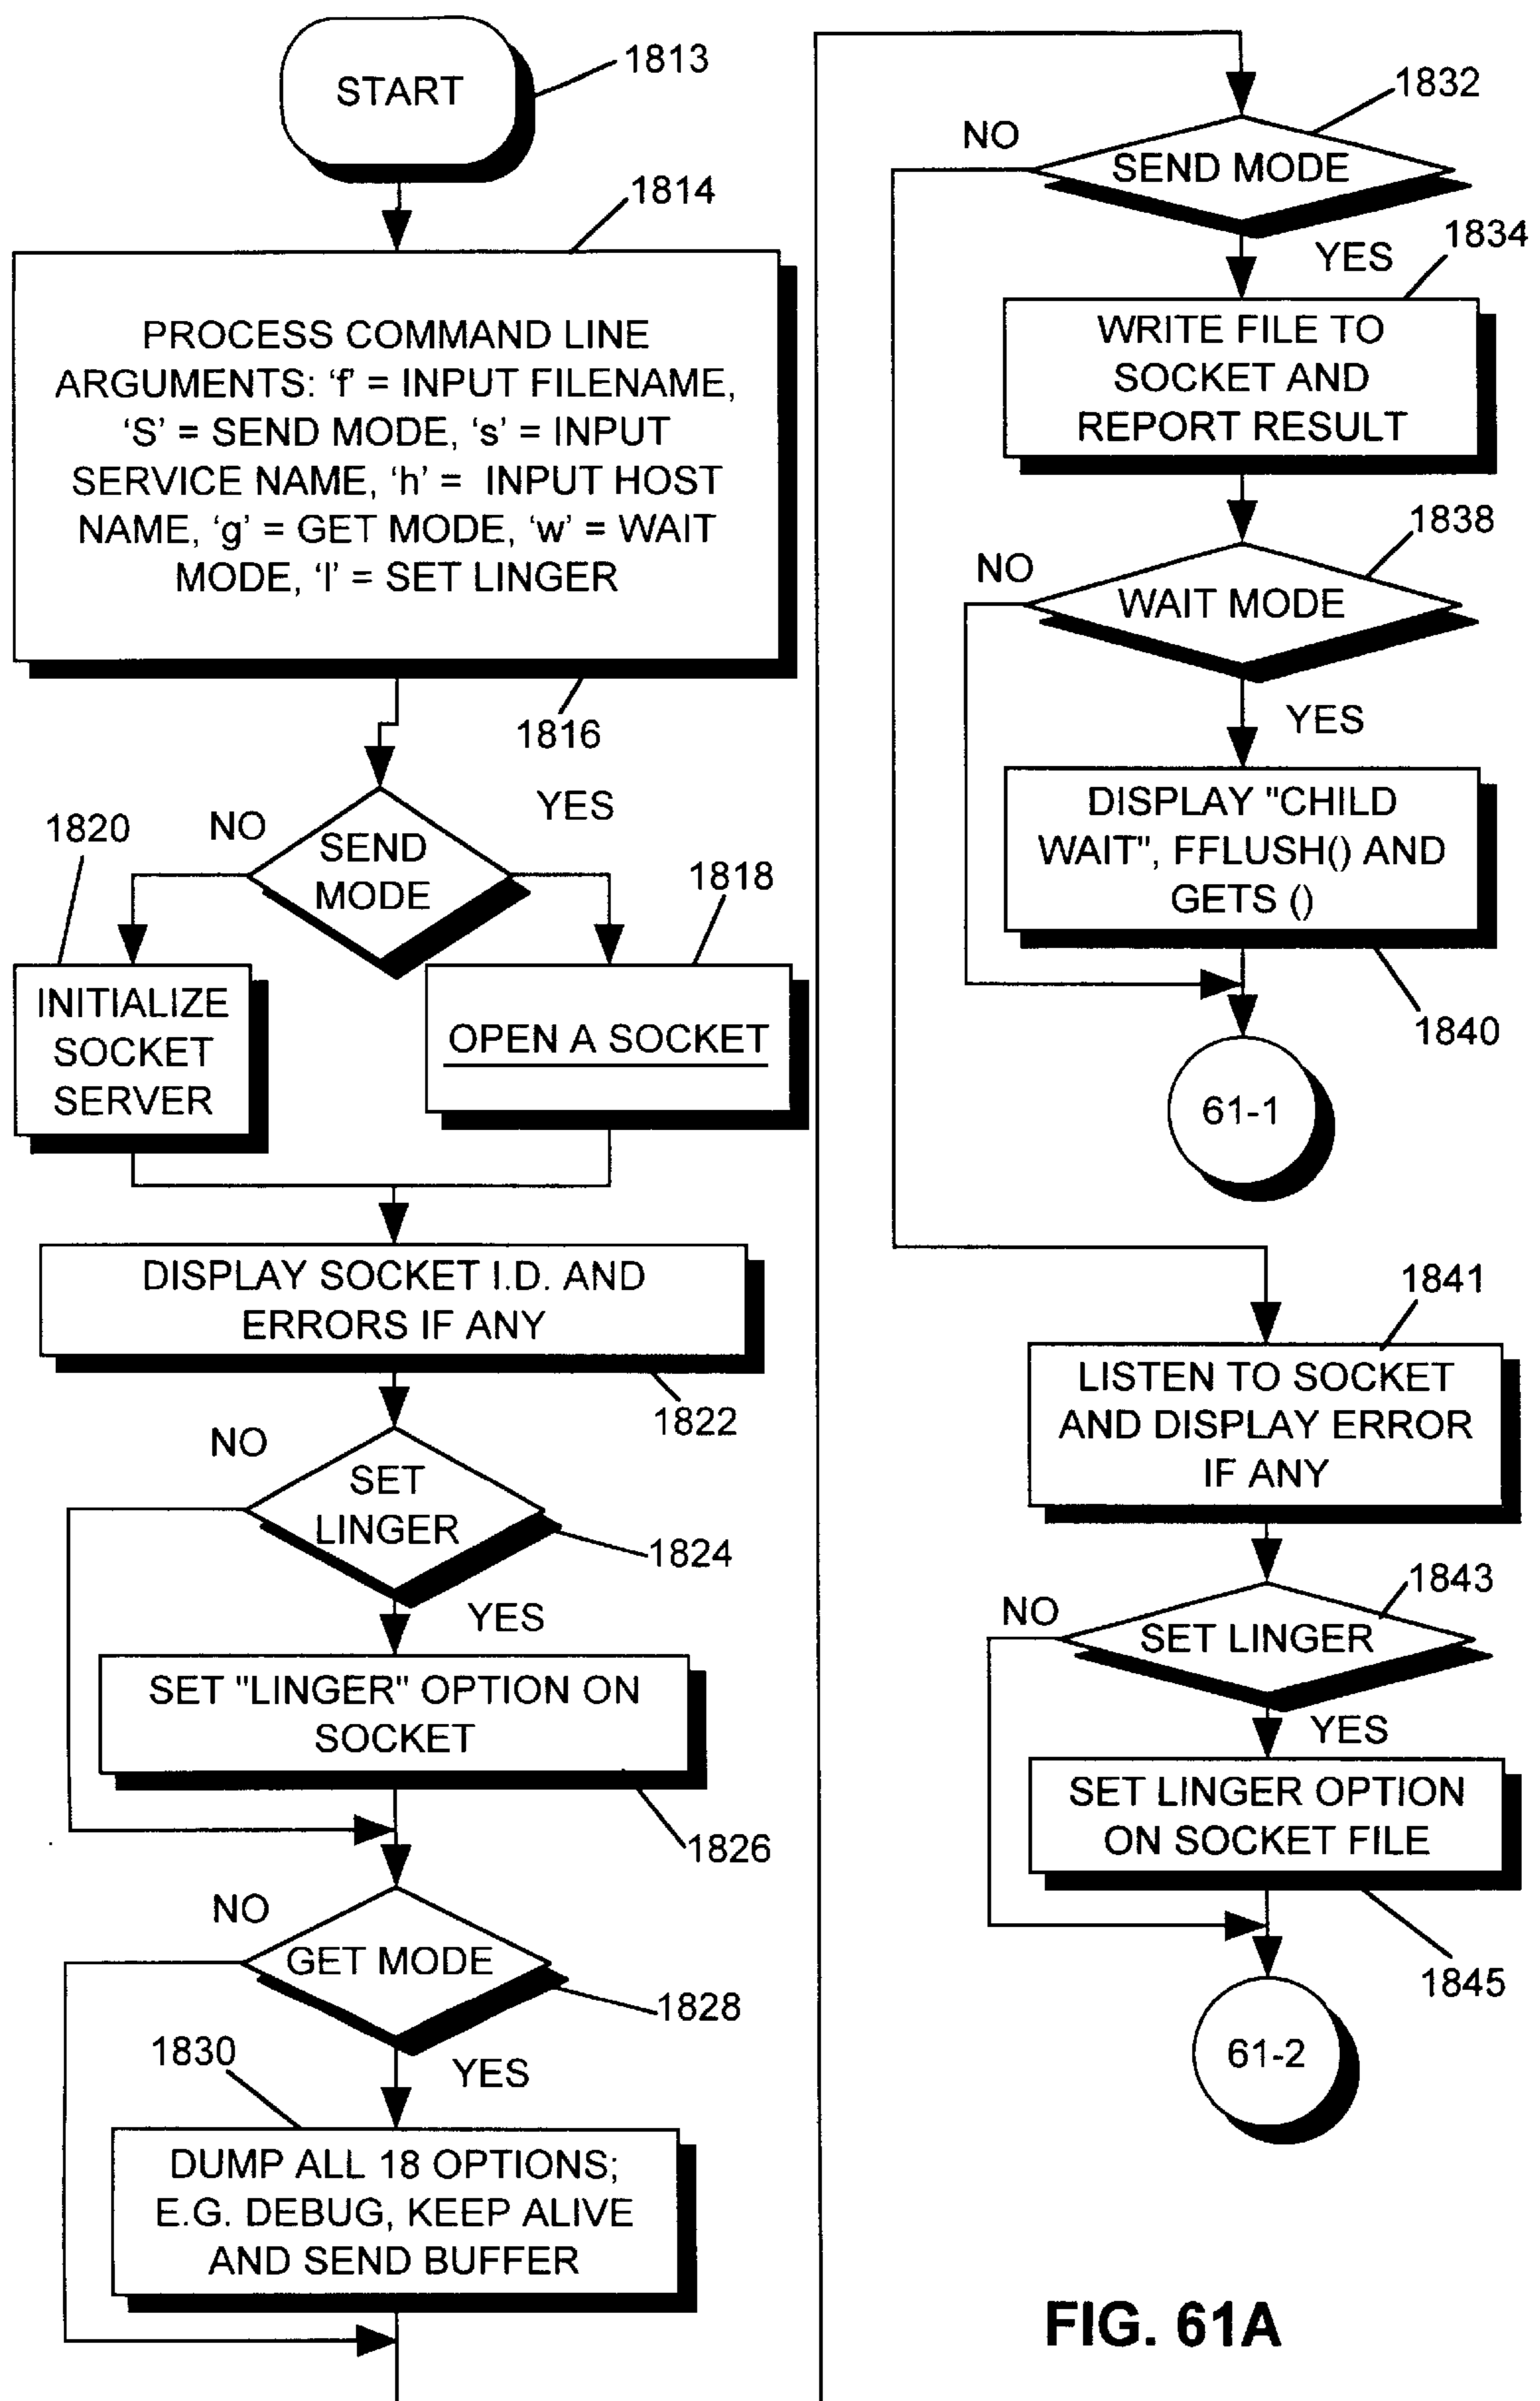 START
1813
1814
PROCESS COMMAND LINE
ARGUMENTS: ‘f’ = INPUT FILENAME,
‘S’ = SEND MODE, ‘s’ = INPUT
SERVICE NAME, ‘h’ = INPUT HOST
NAME, ‘g’ = GET MODE, ‘w’ = WAIT
MODE, ‘l’ = SET LINGER
1816
NO
SEND
MODE
YES
1820
1818
INITIALIZE
SOCKET
SERVER
OPEN A SOCKET
DISPLAY SOCKET I.D. AND
ERRORS IF ANY
1822
NO
SET
LINGER
1824
YES
SET "LINGER" OPTION ON
SOCKET
1826
NO
GET MODE
1828
1830
YES
DUMP ALL 18 OPTIONS;
E.G. DEBUG, KEEP ALIVE
AND SEND BUFFER
1832
NO
SEND MODE
YES
1834
WRITE FILE TO
SOCKET AND
REPORT RESULT
1838
NO
WAIT MODE
YES
DISPLAY "CHILD
WAIT", FFLUSH() AND
GETS ()
1840
61-1
1841
LISTEN TO SOCKET
AND DISPLAY ERROR
IF ANY
1843
NO
SET LINGER
YES
SET LINGER OPTION
ON SOCKET FILE
1845
61-2
FIG. 61A